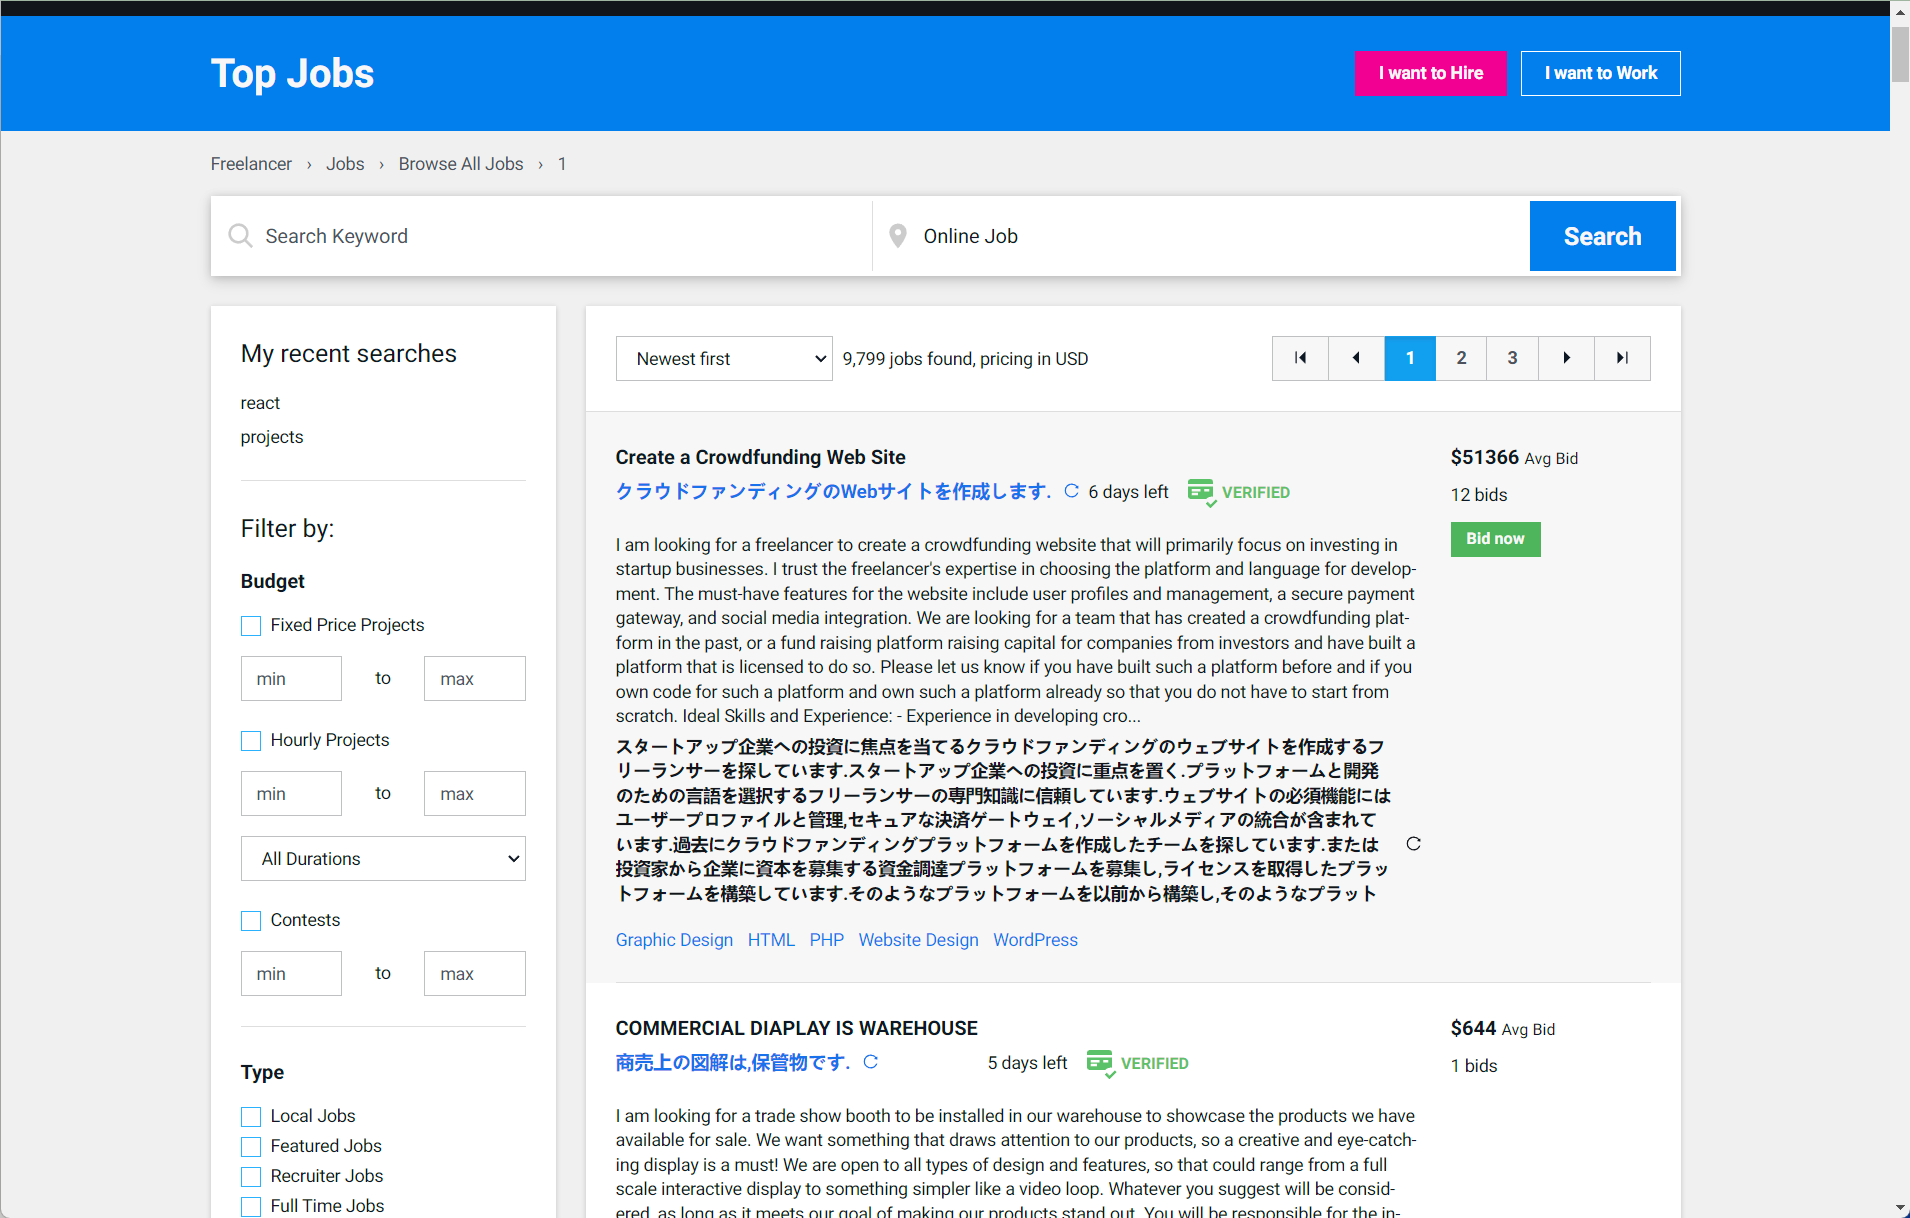 Top Jobs
I want to Hire
I want to Work
Freelancer › Jobs › Browse All Jobs › 1
Search Keyword
Online Job
Search
My recent searches
react
projects
Filter by:
Budget
Fixed Price Projects
min to max
Hourly Projects
min to max
All Durations
Contests
min to max
Type
Local Jobs
Featured Jobs
Recruiter Jobs
Full Time Jobs
Newest first
9,799 jobs found, pricing in USD
1 2 3
Create a Crowdfunding Web Site
クラウドファンディングのWebサイトを作成します.
6 days left
VERIFIED
$51366 Avg Bid
12 bids
Bid now
I am looking for a freelancer to create a crowdfunding website that will primarily focus on investing in
startup businesses. I trust the freelancer's expertise in choosing the platform and language for develop-
ment. The must-have features for the website include user profiles and management, a secure payment
gateway, and social media integration. We are looking for a team that has created a crowdfunding plat-
form in the past, or a fund raising platform raising capital for companies from investors and have built a
platform that is licensed to do so. Please let us know if you have built such a platform before and if you
own code for such a platform and own such a platform already so that you do not have to start from
scratch. Ideal Skills and Experience: - Experience in developing cro...
スタートアップ企業への投資に焦点を当てるクラウドファンディングのウェブサイトを作成するフ
リーランサーを探しています.スタートアップ企業への投資に重点を置く.プラットフォームと開発
のための言語を選択するフリーランサーの専門知識に信頼しています.ウェブサイトの必須機能には
ユーザープロファイルと管理,セキュアな決済ゲートウェイ,ソーシャルメディアの統合が含まれて
います.過去にクラウドファンディングプラットフォームを作成したチームを探しています.または
投資家から企業に資本を募集する資金調達プラットフォームを募集し,ライセンスを取得したプラッ
トフォームを構築しています.そのようなプラットフォームを以前から構築し,そのようなプラット
Graphic Design HTML PHP Website Design WordPress
COMMERCIAL DIAPLAY IS WAREHOUSE
商売上の図解は,保管物です.
5 days left
VERIFIED
$644 Avg Bid
1 bids
I am looking for a trade show booth to be installed in our warehouse to showcase the products we have
available for sale. We want something that draws attention to our products, so a creative and eye-catch-
ing display is a must! We are open to all types of design and features, so that could range from a full
scale interactive display to something simpler like a video loop. Whatever you suggest will be consid-
ered, as long as it meets our goal of making our products stand out. You will be responsible for the in-